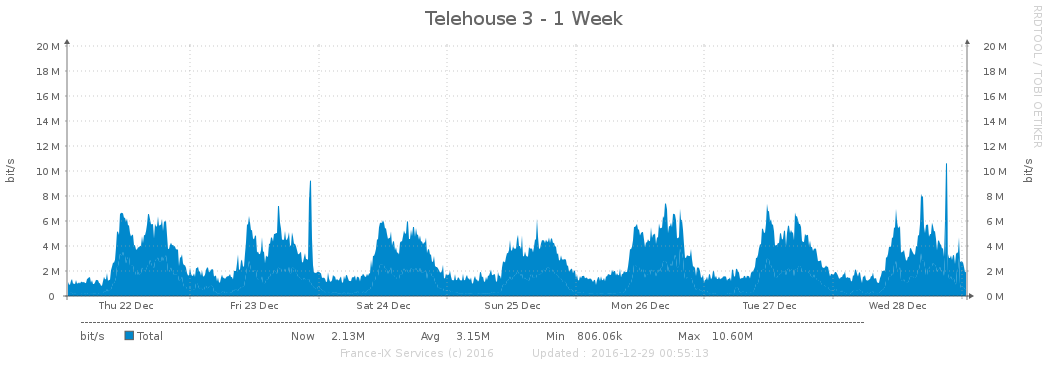 Telehouse 3 - 1 Week
RRDTOOL / TOBI OETIKER
bit/s
20 M 20 M
18 M 18 M
16 M 16 M
14 M 14 M
12 M 12 M
10 M 10 M
8 M 8 M
6 M 6 M
4 M 4 M
2 M 2 M
0 0 M
bit/s
Thu 22 Dec Fri 23 Dec Sat 24 Dec Sun 25 Dec Mon 26 Dec Tue 27 Dec Wed 28 Dec
bit/s Total Now 2.13M Avg 3.15M Min 806.06k Max 10.60M
France-IX Services (c) 2016 Updated : 2016-12-29 00:55:13